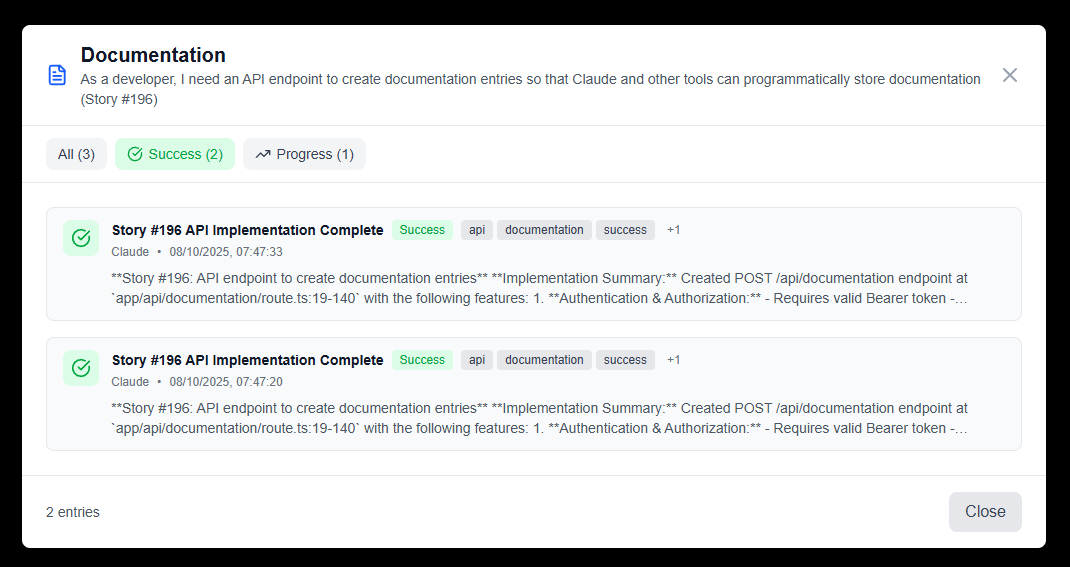 Documentation
As a developer, I need an API endpoint to create documentation entries so that Claude and other tools can programmatically store documentation
(Story #196)
All (3) Success (2) Progress (1)
Story #196 API Implementation Complete Success api documentation success +1
Claude • 08/10/2025, 07:47:33
**Story #196: API endpoint to create documentation entries** **Implementation Summary:** Created POST /api/documentation endpoint at
`app/api/documentation/route.ts:19-140` with the following features: 1. **Authentication & Authorization:** - Requires valid Bearer token -…
Story #196 API Implementation Complete Success api documentation success +1
Claude • 08/10/2025, 07:47:20
**Story #196: API endpoint to create documentation entries** **Implementation Summary:** Created POST /api/documentation endpoint at
`app/api/documentation/route.ts:19-140` with the following features: 1. **Authentication & Authorization:** - Requires valid Bearer token -…
2 entries Close